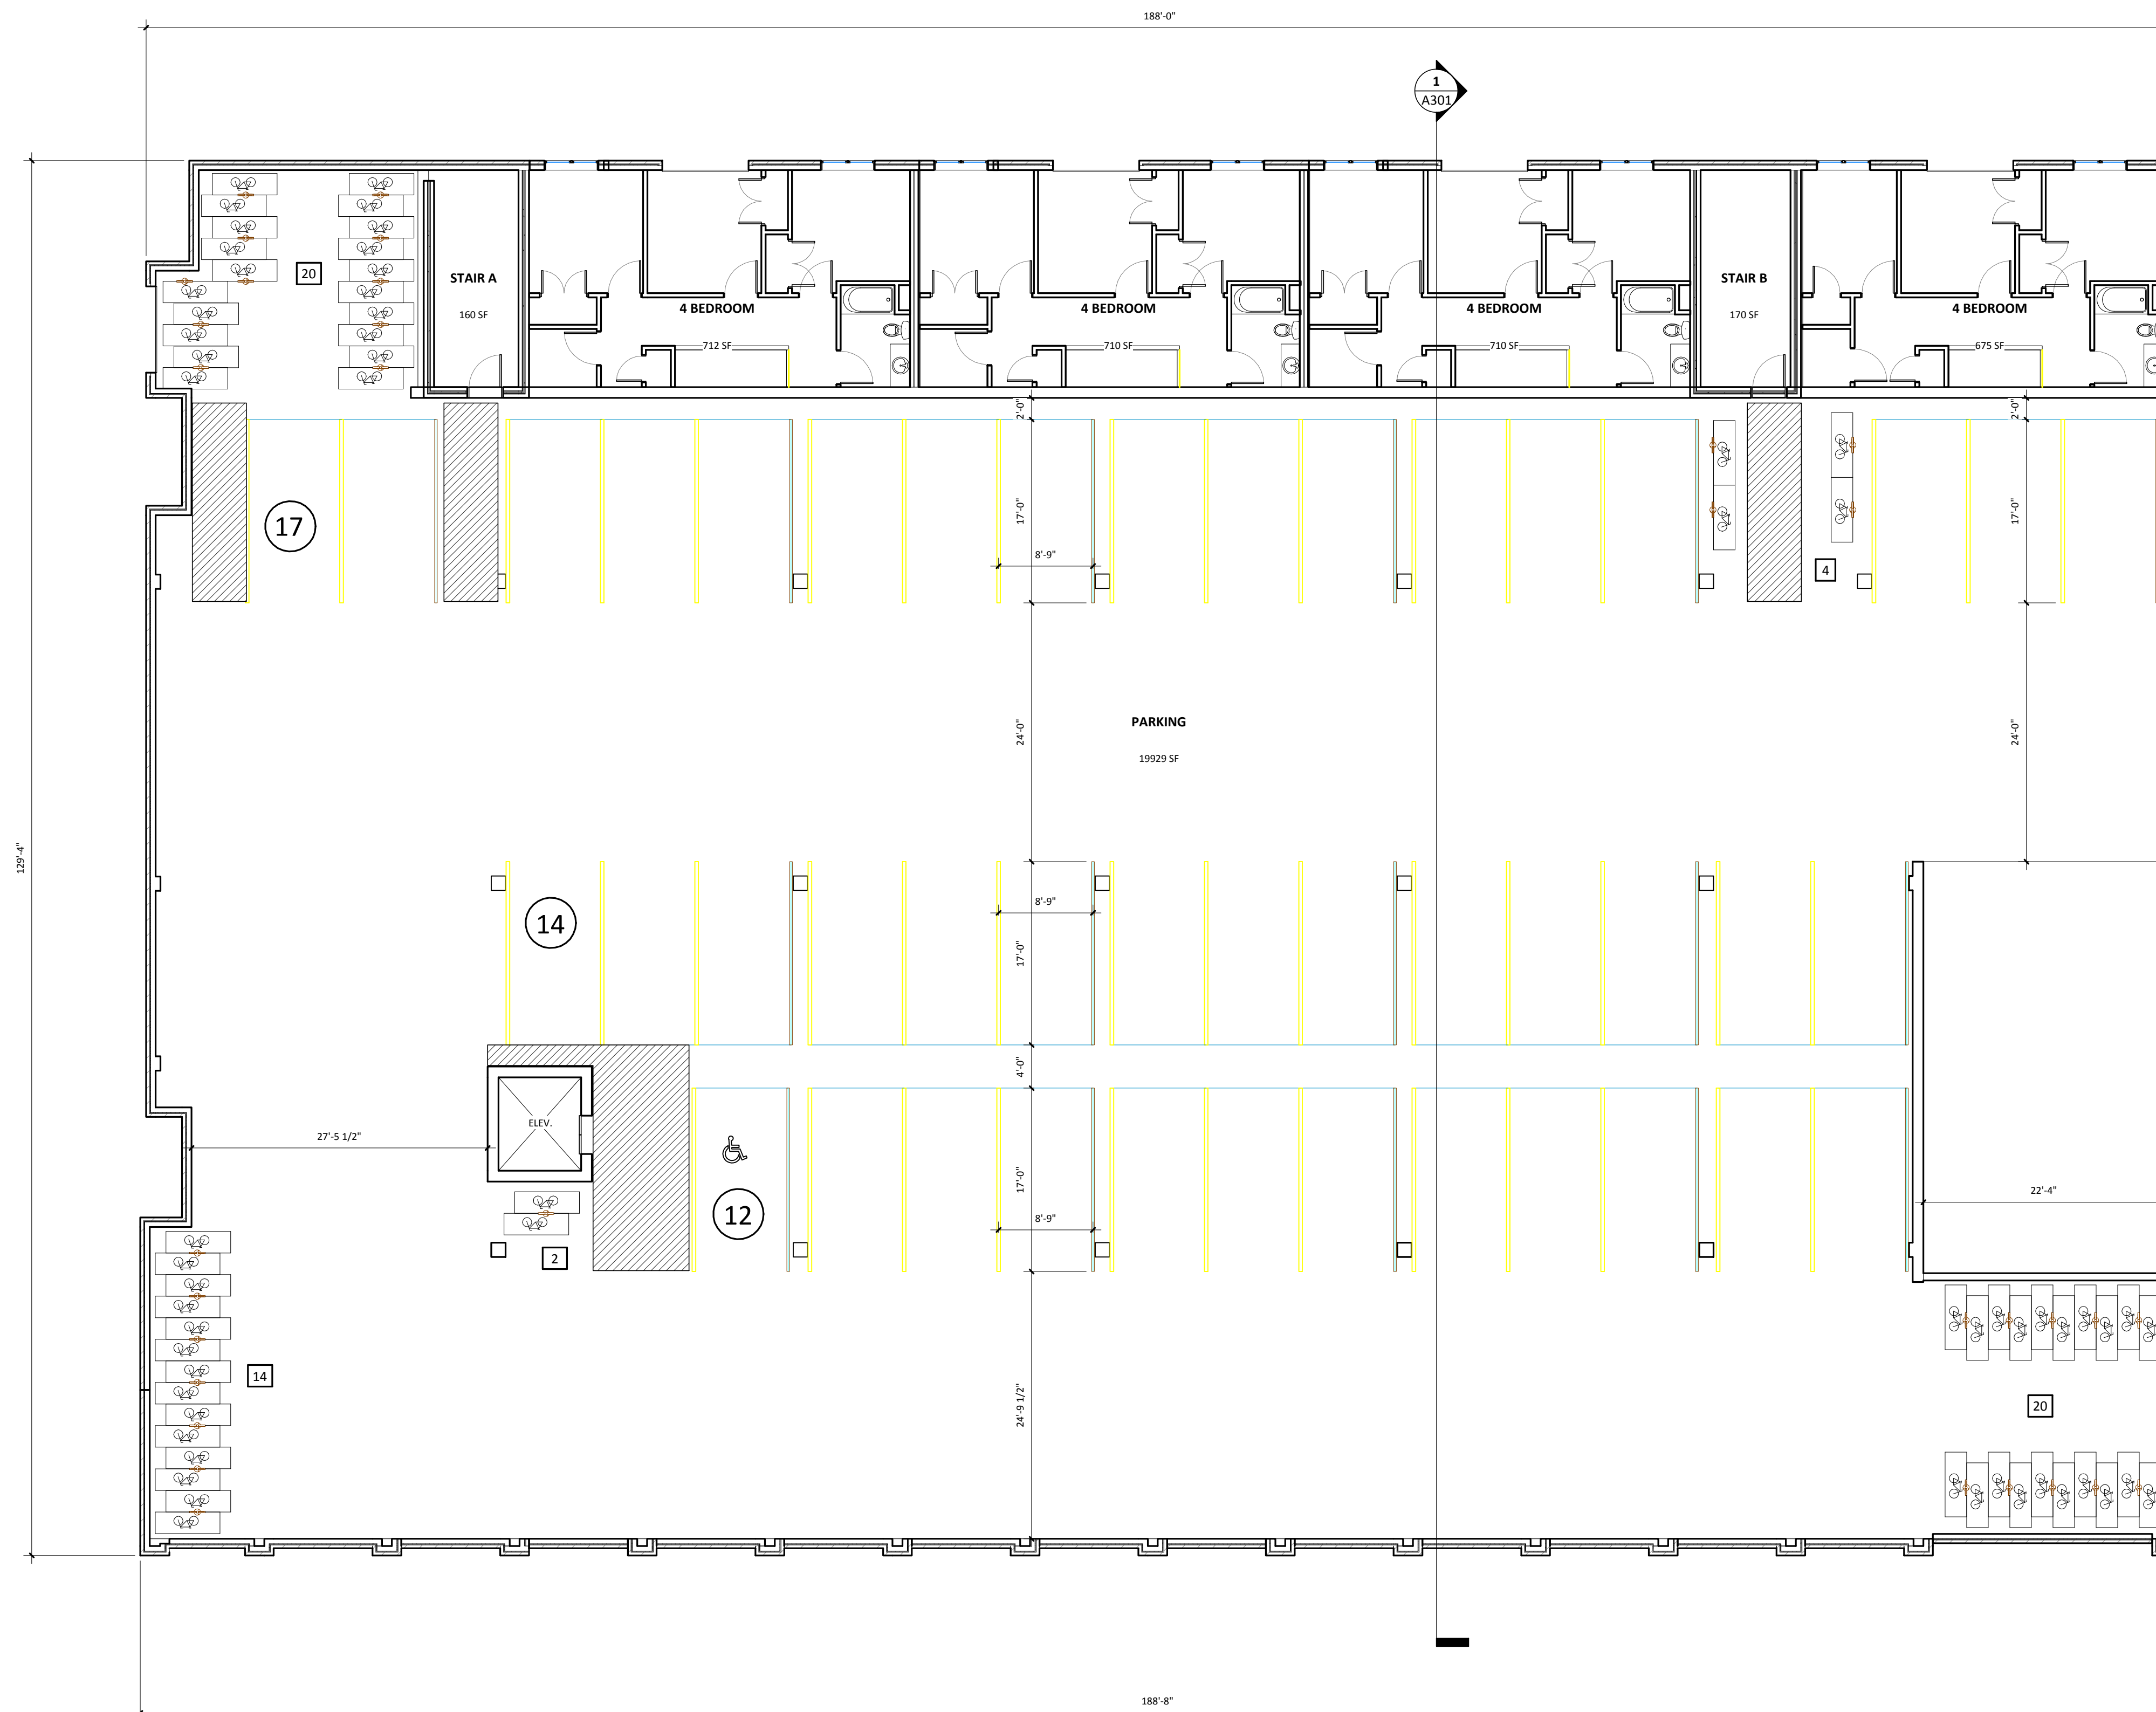 188'-0"
1
A301
20
STAIR A
160 SF
4 BEDROOM
712 SF
4 BEDROOM
710 SF
4 BEDROOM
710 SF
STAIR B
170 SF
4 BEDROOM
675 SF
2'-0"
2'-0"
17
17'-0"
8'-9"
17'-0"
4
PARKING
19929 SF
24'-0"
24'-0"
129'-4"
14
8'-9"
17'-0"
4'-0"
ELEV.
27'-5 1/2"
17'-0"
12
8'-9"
22'-4"
2
14
24'-9 1/2"
20
188'-8"